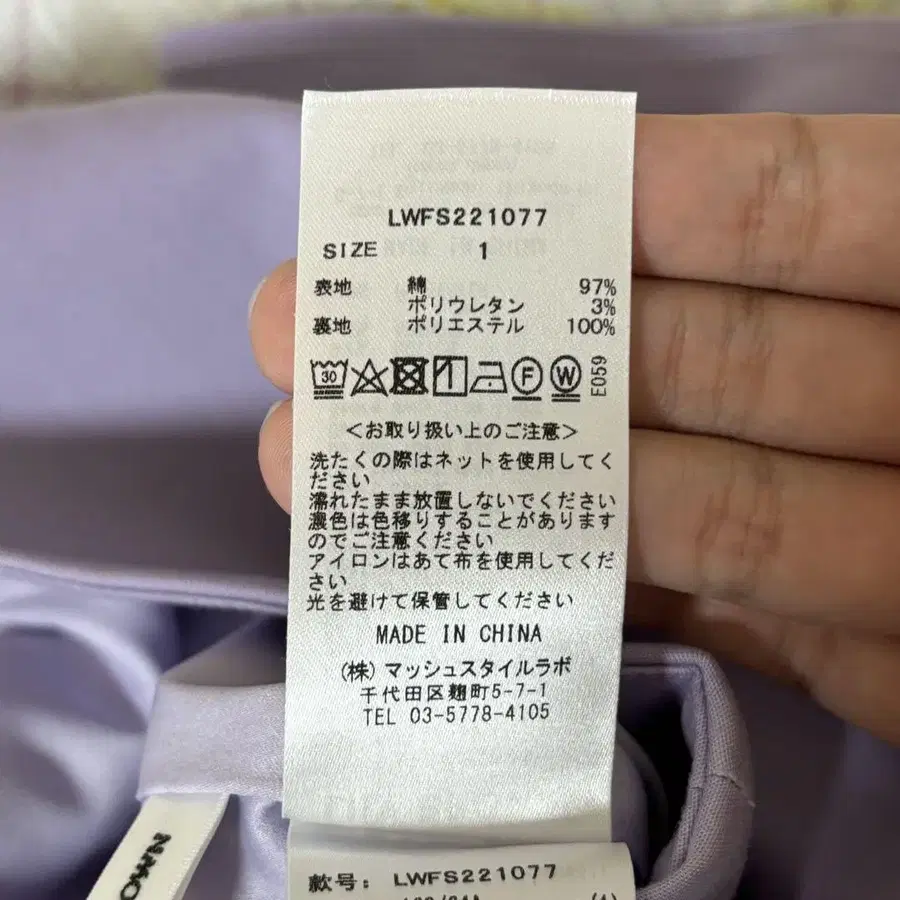 LWFS221077
SIZE 1
表地 綿 97%
ポリウレタン 3%
裏地 ポリエステル 100%
30 F W E059
<お取り扱い上のご注意>
洗たくの際はネットを使用してく
ださい
濡れたまま放置しないでください
濃色は色移りすることがあります
のでご注意ください
アイロンはあて布を使用してくだ
さい
光を避けて保管してください
MADE IN CHINA
(株) マッシュスタイルラボ
千代田区麹町5-7-1
TEL 03-5778-4105
款号: LWFS221077